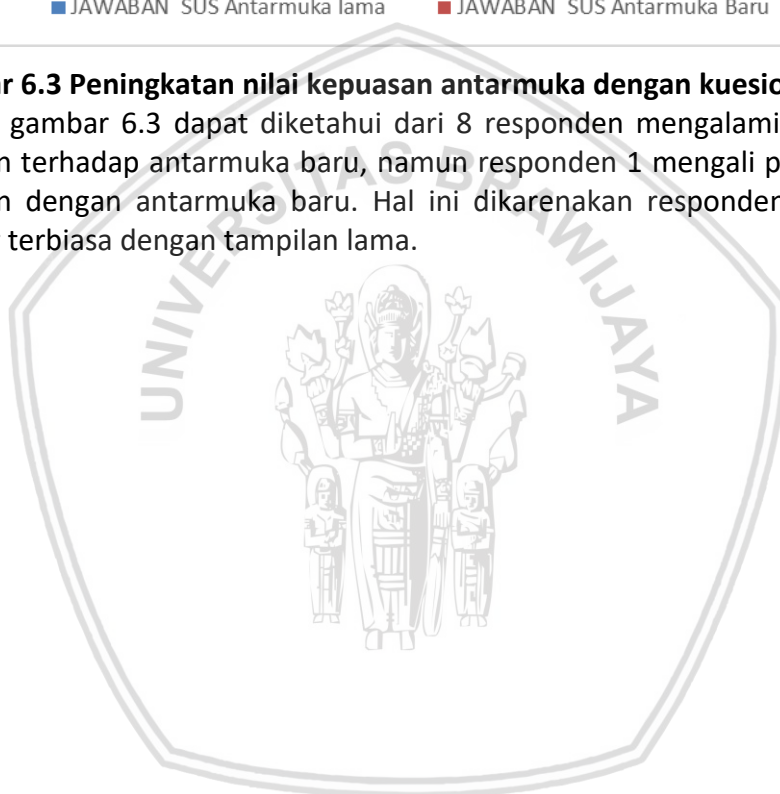 JAWABAN SUS Antarmuka lama JAWABAN SUS Antarmuka Baru
6.3 Peningkatan nilai kepuasan antarmuka dengan
gambar 6.3 dapat diketahui dari 8 responden mengalami
terhadap antarmuka baru, namun responden 1 mengali
dengan antarmuka baru. Hal ini dikarenakan responden
terbiasa dengan tampilan lama.
UNIVERSITAS BRAWIJAYA